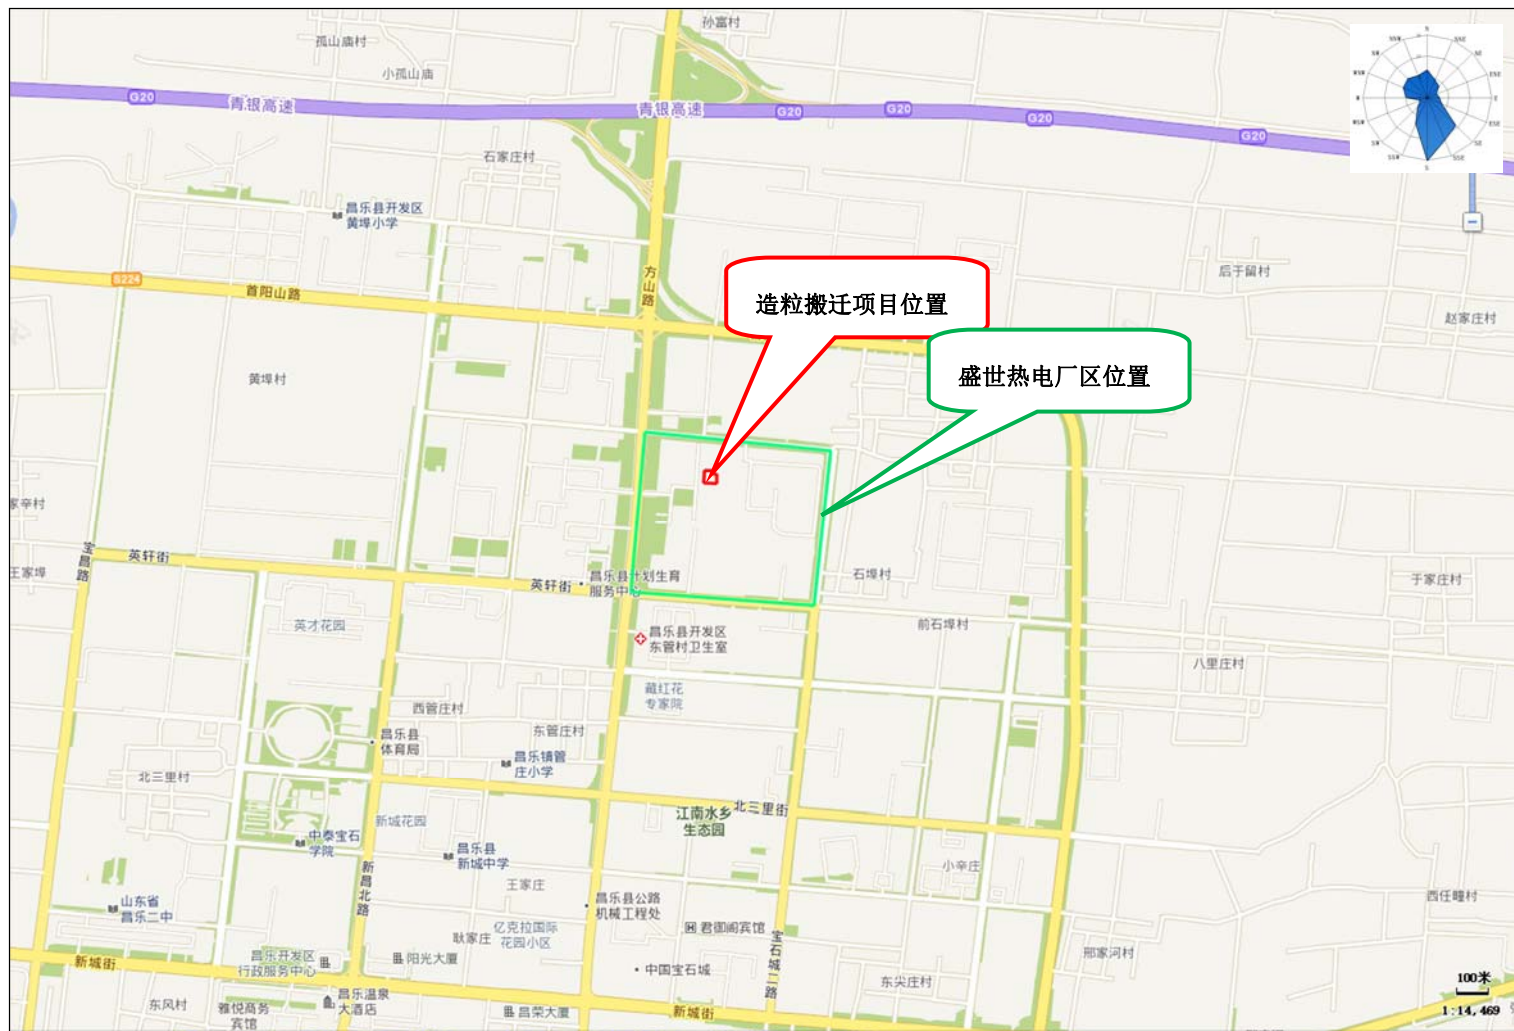 孙富村
孤山庙村
小孤山庙
G20
青银高速
青银高速
G20
G20
G20
G20
石家庄村
昌乐县开发区
黄埠小学
S224
首阳山路
方山路
后于留村
赵家庄村
造粒搬迁项目位置
盛世热电厂区位置
黄埠村
家辛村
宝昌路
英轩街
王家埠
英轩街
昌乐县计划生育
服务中心
石埠村
于家庄村
英才花园
昌乐县开发区
东管村卫生室
前石埠村
八里庄村
藏红花
专家院
西管庄村
东管庄村
昌乐县
体育局
昌乐镇管
庄小学
北三里村
北三里街
江南水乡
生态园
新城花园
中泰宝石
学院
昌乐县
新城中学
小辛庄
新昌北路
王家庄
山东省
昌乐二中
昌乐县公路
机械工程处
西任疃村
亿克拉国际
花园小区
耿家庄
君御阁宾馆
宝石城二路
邢家河村
新城街
昌乐开发区
行政服务中心
阳光大厦
中国宝石城
东尖庄村
100米
1:14,469
东风村
雅悦商务
宾馆
昌乐温泉
大酒店
昌荣大厦
新城街
N
NNE
NE
ENE
E
ESE
SE
SSE
S
SSW
SW
WSW
W